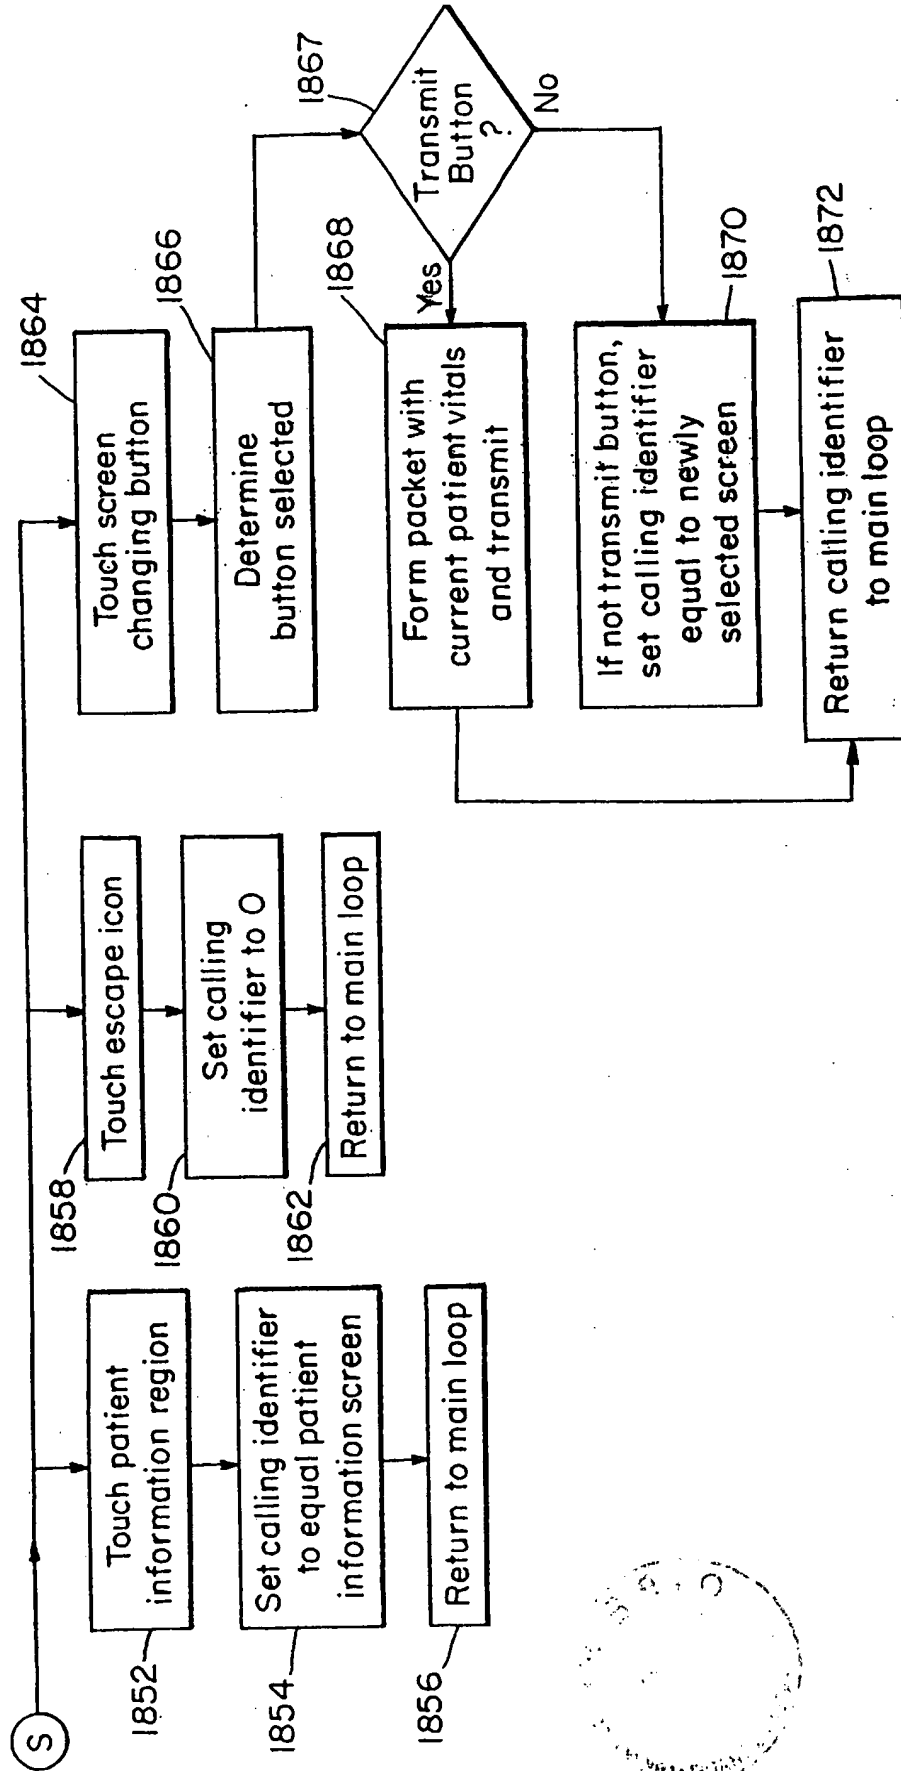 S
1852
Touch patient
information region
1854
Set calling identifier
to equal patient
information screen
1856
Return to main loop
1858
Touch escape icon
1860
Set calling
identifier to O
1862
Return to main loop
1864
Touch screen
changing button
1866
Determine
button selected
1867
Transmit
Button
?
Yes
No
1868
Form packet with
current patient vitals
and transmit
1870
If not transmit button,
set calling identifier
equal to newly
selected screen
1872
Return calling identifier
to main loop